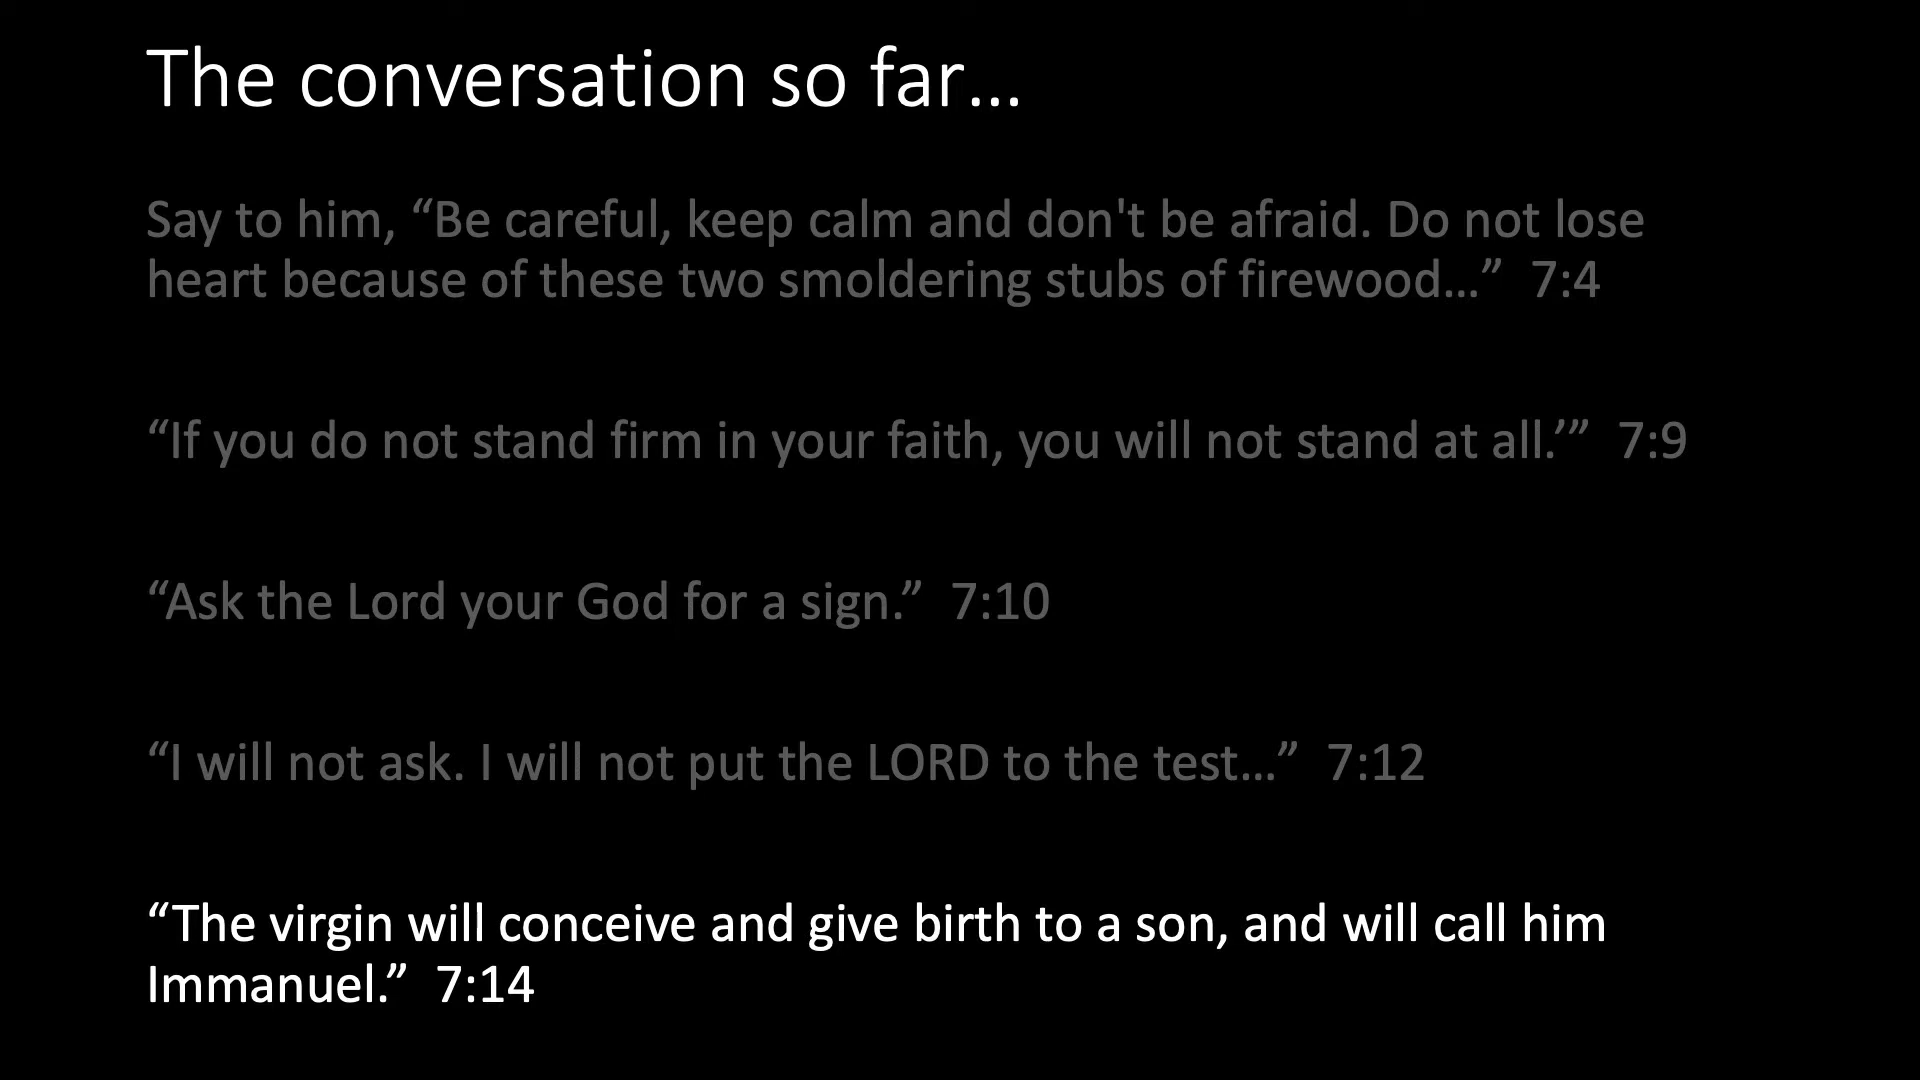 The conversation so far…
Say to him, “Be careful, keep calm and don't be afraid. Do not lose
heart because of these two smoldering stubs of firewood…”  7:4
“If you do not stand firm in your faith, you will not stand at all.’”  7:9
“Ask the Lord your God for a sign.”  7:10
“I will not ask. I will not put the LORD to the test…”  7:12
“The virgin will conceive and give birth to a son, and will call him
Immanuel.”  7:14